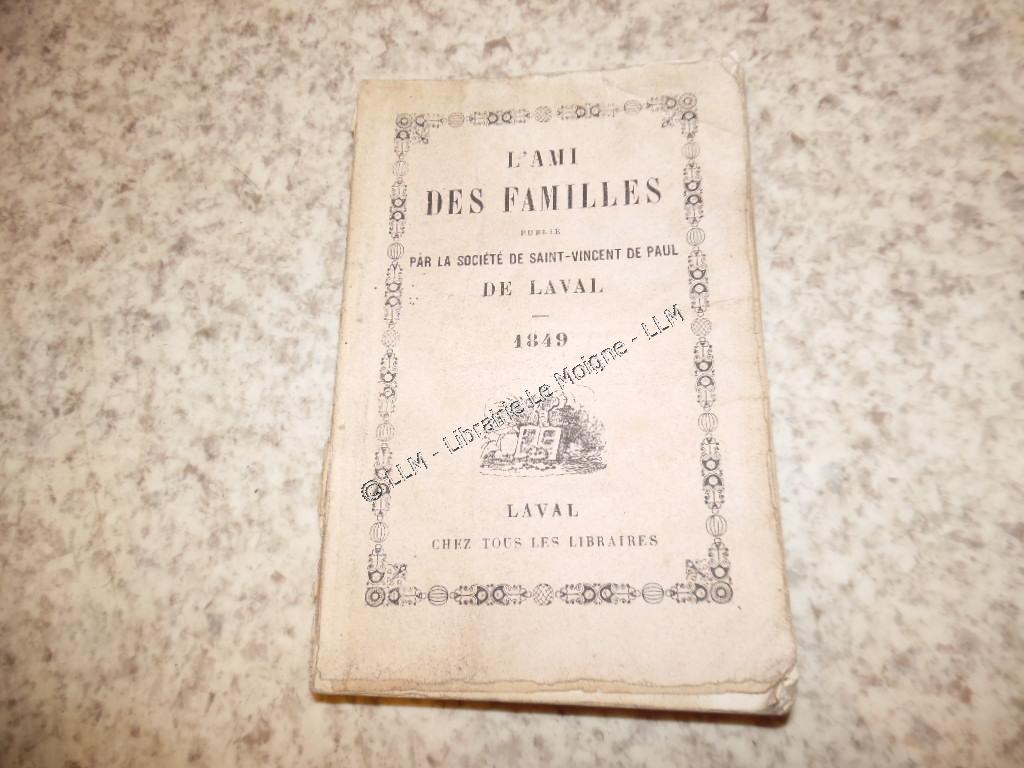 L'AMI
DES FAMILLES
PUBLIÉ
PAR LA SOCIÉTÉ DE SAINT-VINCENT DE PAUL
DE LAVAL
1849
© LLM - Librairie Le Moigne - LLM
LAVAL
CHEZ TOUS LES LIBRAIRES